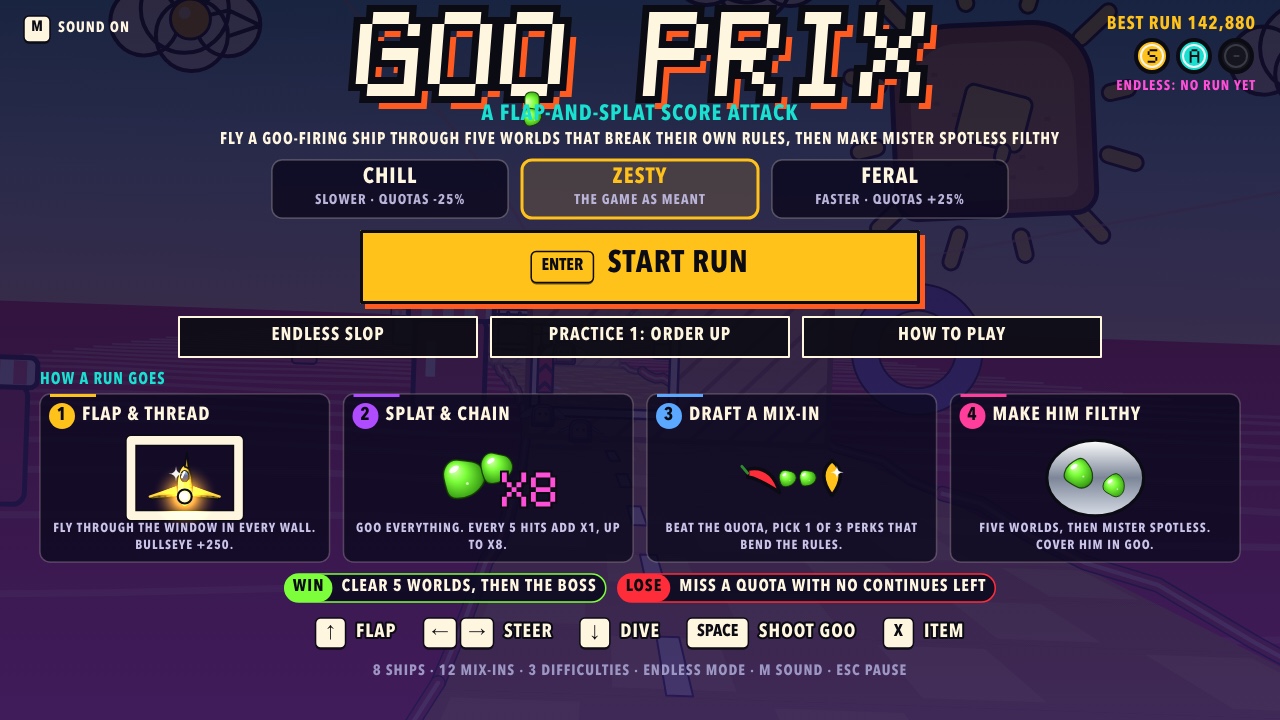 M SOUND ON
GOO PRIX
BEST RUN 142,880
S A -
ENDLESS: NO RUN YET
A FLAP-AND-SPLAT SCORE ATTACK
FLY A GOO-FIRING SHIP THROUGH FIVE WORLDS THAT BREAK THEIR OWN RULES, THEN MAKE MISTER SPOTLESS FILTHY
CHILL
SLOWER · QUOTAS -25%
ZESTY
THE GAME AS MEANT
FERAL
FASTER · QUOTAS +25%
ENTER START RUN
ENDLESS SLOP
PRACTICE 1: ORDER UP
HOW TO PLAY
HOW A RUN GOES
1 FLAP & THREAD
FLY THROUGH THE WINDOW IN EVERY WALL.
BULLSEYE +250.
2 SPLAT & CHAIN
X8
GOO EVERYTHING. EVERY 5 HITS ADD X1, UP
TO X8.
3 DRAFT A MIX-IN
BEAT THE QUOTA, PICK 1 OF 3 PERKS THAT
BEND THE RULES.
4 MAKE HIM FILTHY
FIVE WORLDS, THEN MISTER SPOTLESS.
COVER HIM IN GOO.
WIN CLEAR 5 WORLDS, THEN THE BOSS
LOSE MISS A QUOTA WITH NO CONTINUES LEFT
↑ FLAP ← → STEER ↓ DIVE SPACE SHOOT GOO X ITEM
8 SHIPS · 12 MIX-INS · 3 DIFFICULTIES · ENDLESS MODE · M SOUND · ESC PAUSE